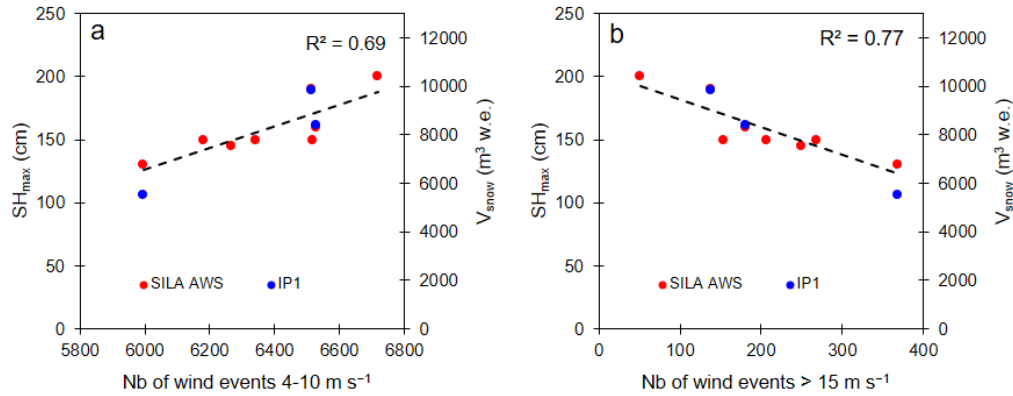 a
R² = 0.69
250
200
150
100
50
0
SHmax (cm)
12000
10000
8000
6000
4000
2000
0
Vsnow (m³ w.e.)
SILA AWS
IP1
5800 6000 6200 6400 6600 6800
Nb of wind events 4-10 m s⁻¹
b
R² = 0.77
250
200
150
100
50
0
SHmax (cm)
12000
10000
8000
6000
4000
2000
0
Vsnow (m³ w.e.)
SILA AWS
IP1
0 100 200 300 400
Nb of wind events > 15 m s⁻¹